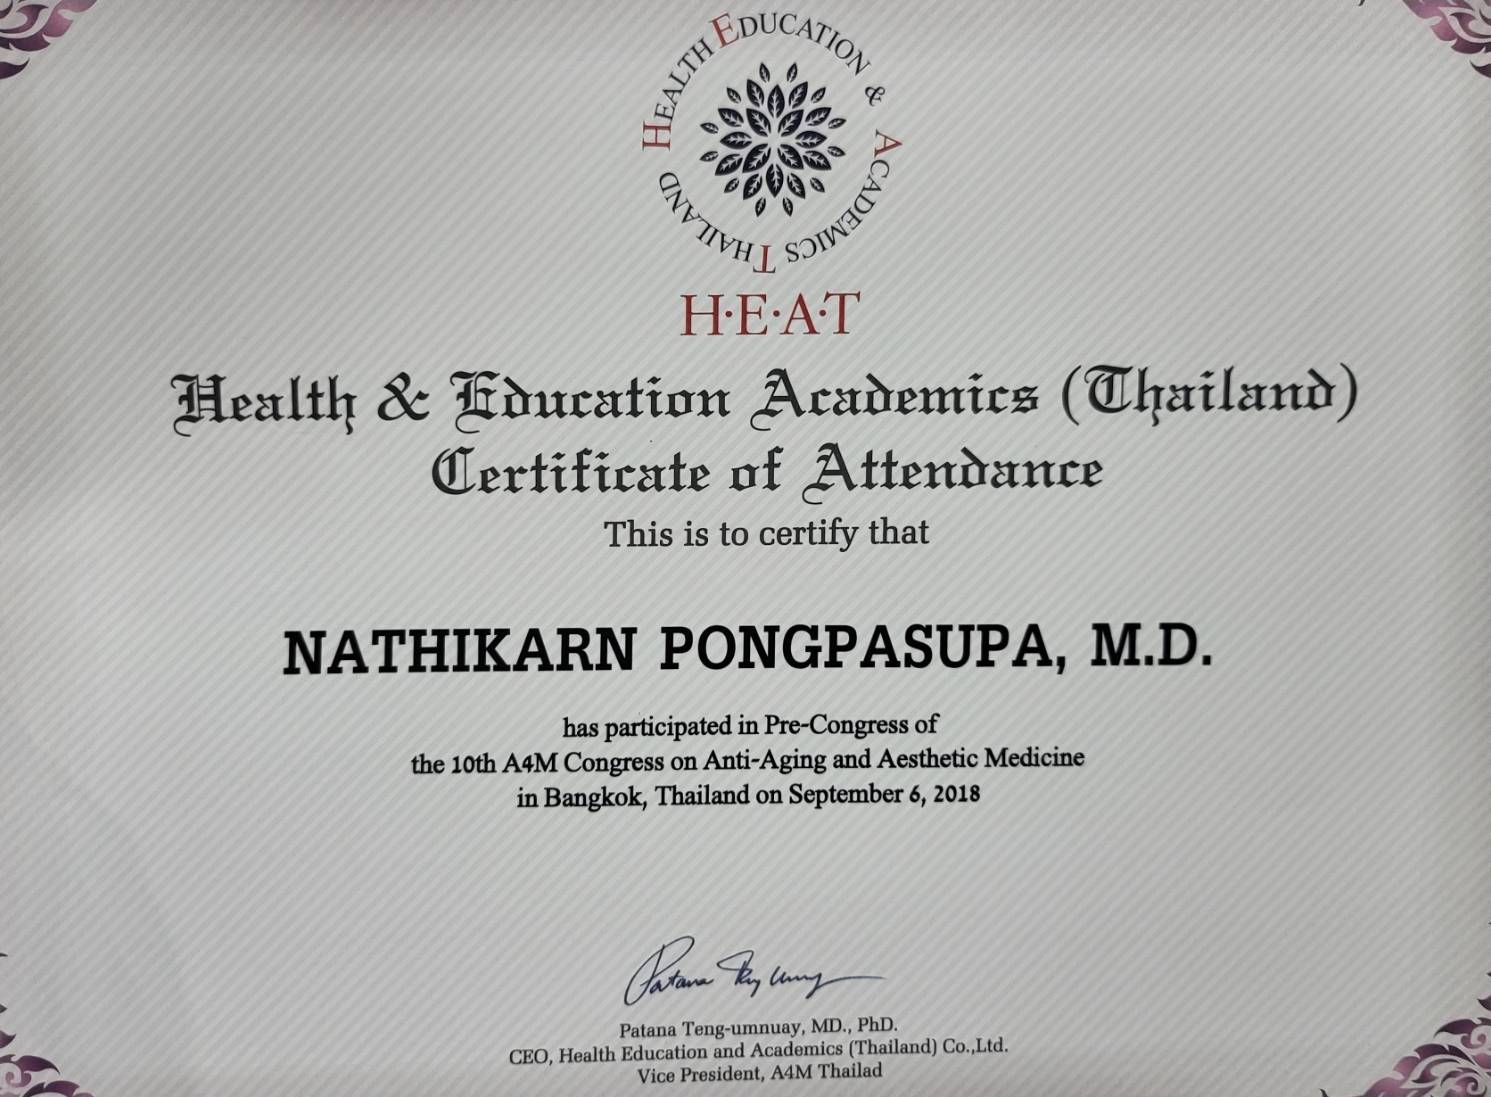 HEALTH EDUCATION & ACADEMICS THAILAND
H·E·A·T
Health & Education Academics (Thailand)
Certificate of Attendance
This is to certify that
NATHIKARN PONGPASUPA, M.D.
has participated in Pre-Congress of
the 10th A4M Congress on Anti-Aging and Aesthetic Medicine
in Bangkok, Thailand on September 6, 2018
Patana Teng-umnuay, MD., PhD.
CEO, Health Education and Academics (Thailand) Co.,Ltd.
Vice President, A4M Thailad